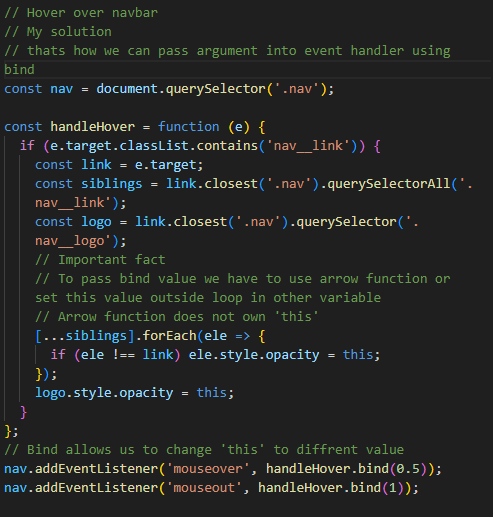 // Hover over navbar
// My solution
// thats how we can pass argument into event handler using
bind
const nav = document.querySelector('.nav');
const handleHover = function (e) {
if (e.target.classList.contains('nav__link')) {
const link = e.target;
const siblings = link.closest('.nav').querySelectorAll('.
nav__link');
const logo = link.closest('.nav').querySelector('.
nav__logo');
// Important fact
// To pass bind value we have to use arrow function or
set this value outside loop in other variable
// Arrow function does not own 'this'
[...siblings].forEach(ele => {
if (ele !== link) ele.style.opacity = this;
});
logo.style.opacity = this;
}
};
// Bind allows us to change 'this' to diffrent value
nav.addEventListener('mouseover', handleHover.bind(0.5));
nav.addEventListener('mouseout', handleHover.bind(1));